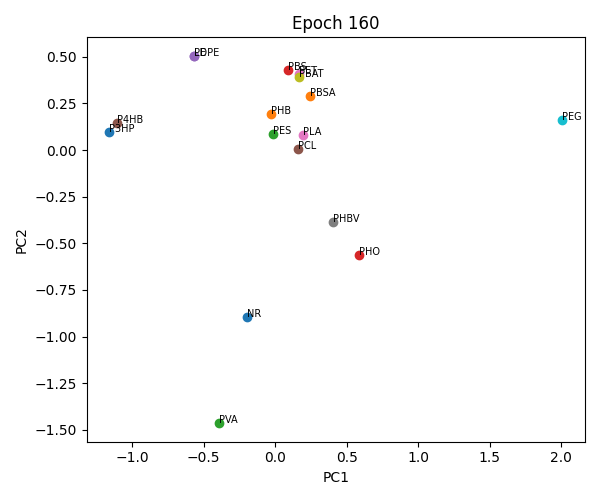 Epoch 160
0.50
0.25
0.00
−0.25
−0.50
−0.75
−1.00
−1.25
−1.50
PC2
LDPE
PBS
PET
PBAT
PBSA
PHB
P4HB
P3HP
PES
PLA
PCL
PEG
PHBV
PHO
NR
PVA
−1.0
−0.5
0.0
0.5
1.0
1.5
2.0
PC1